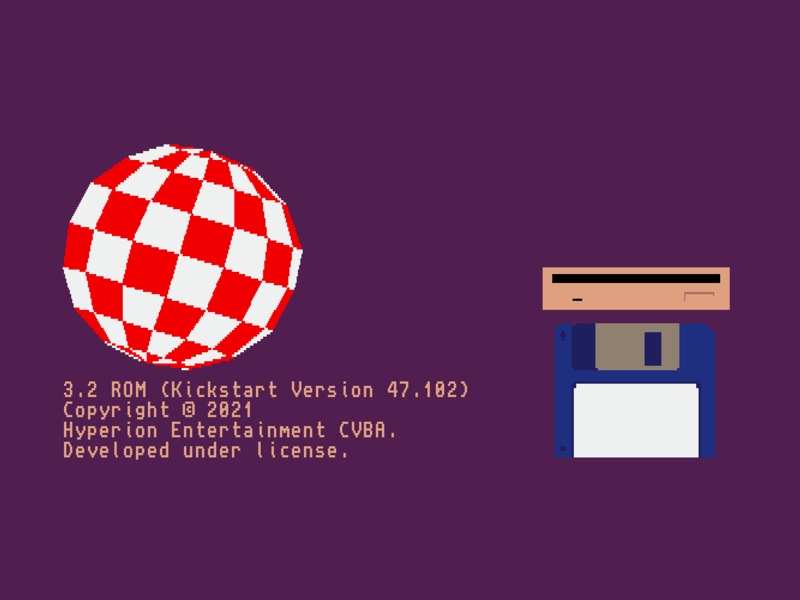 3.2 ROM (Kickstart Version 47.102)
Copyright © 2021
Hyperion Entertainment CVBA.
Developed under license.